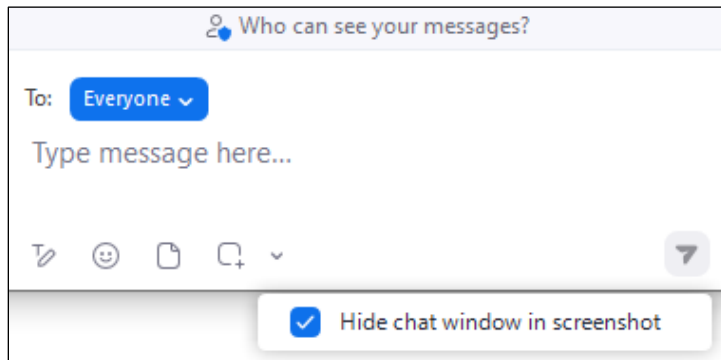 Who can see your messages?
To: Everyone
Type message here...
Hide chat window in screenshot